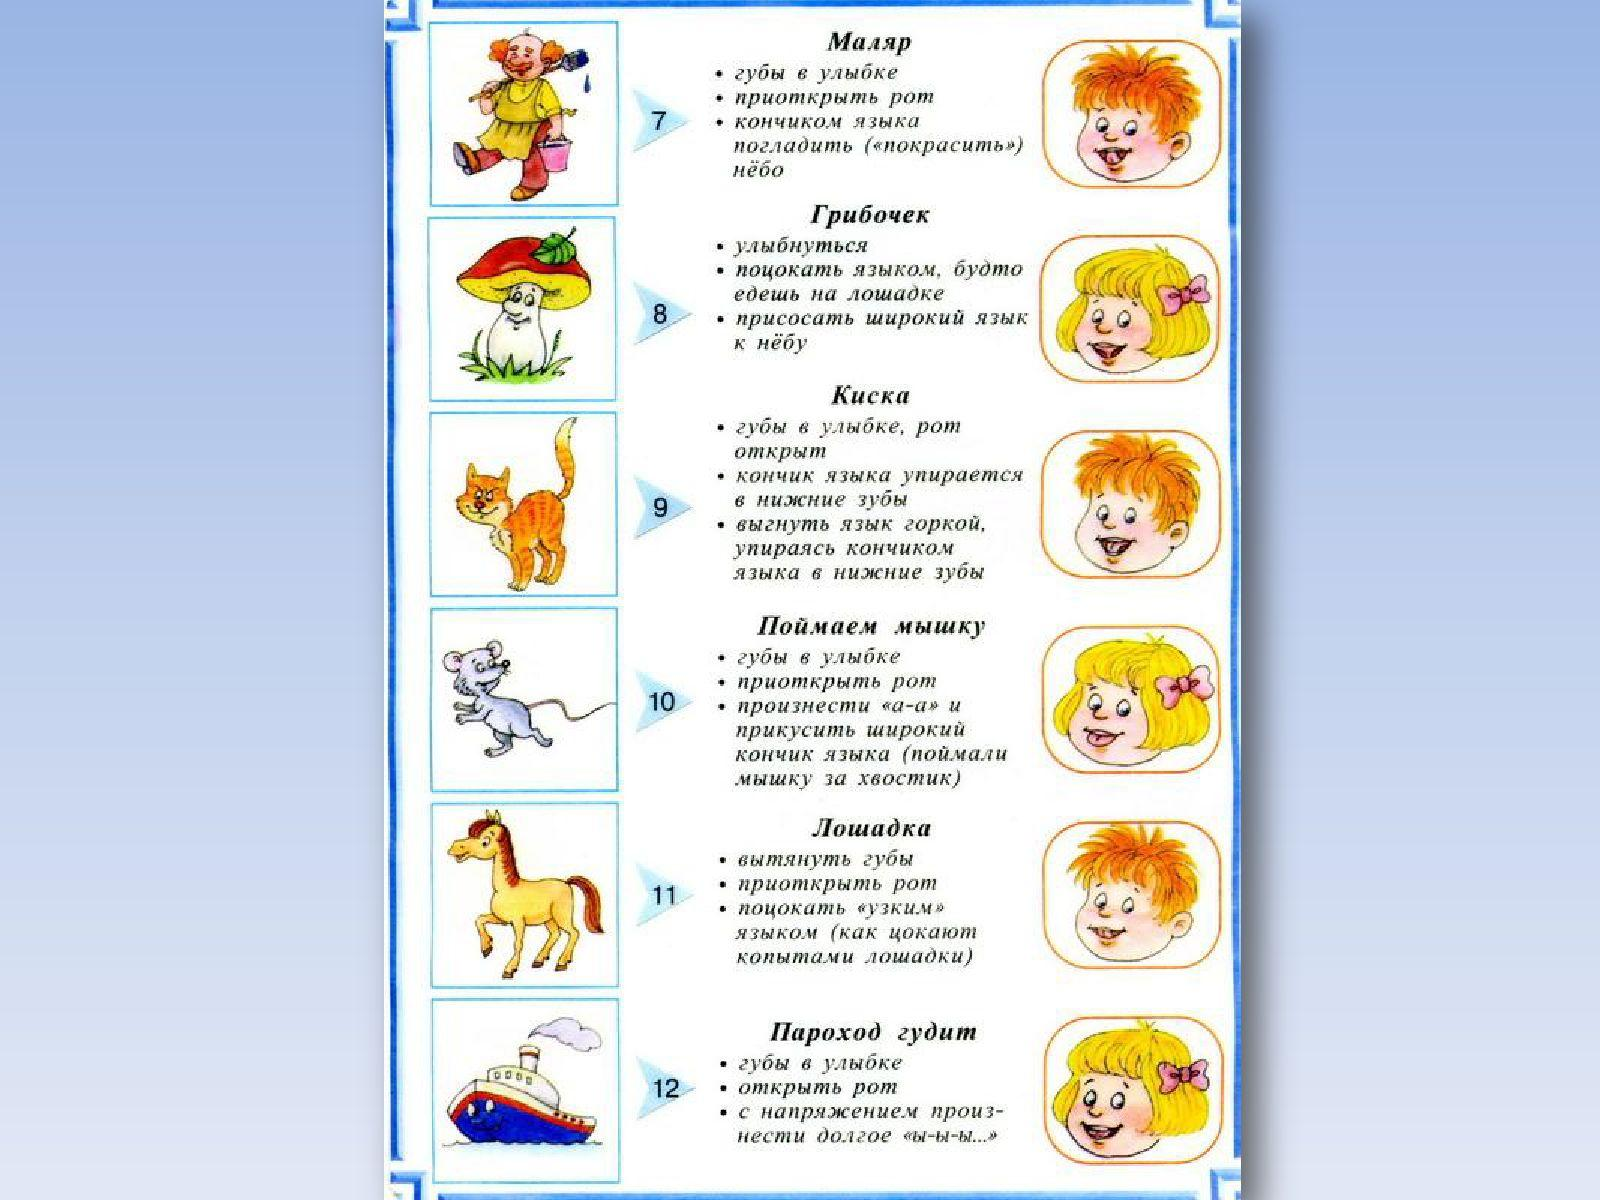 Маляр
• губы в улыбке
• приоткрыть рот
7
• кончиком языка
погладить («покрасить»)
нёбо
Грибочек
• улыбнуться
• поцокать языком, будто
едешь на лошадке
8
• присосать широкий язык
к нёбу
Киска
• губы в улыбке, рот
открыт
• кончик языка упирается
в нижние зубы
9
• выгнуть язык горкой,
упираясь кончиком
языка в нижние зубы
Поймаем мышку
• губы в улыбке
• приоткрыть рот
10
• произнести «а-а» и
прикусить широкий
кончик языка (поймали
мышку за хвостик)
Лошадка
• вытянуть губы
• приоткрыть рот
11
• поцокать «узким»
языком (как цокают
копытами лошадки)
Пароход гудит
• губы в улыбке
• открыть рот
12
• с напряжением произ-
нести долгое «ы-ы-ы...»